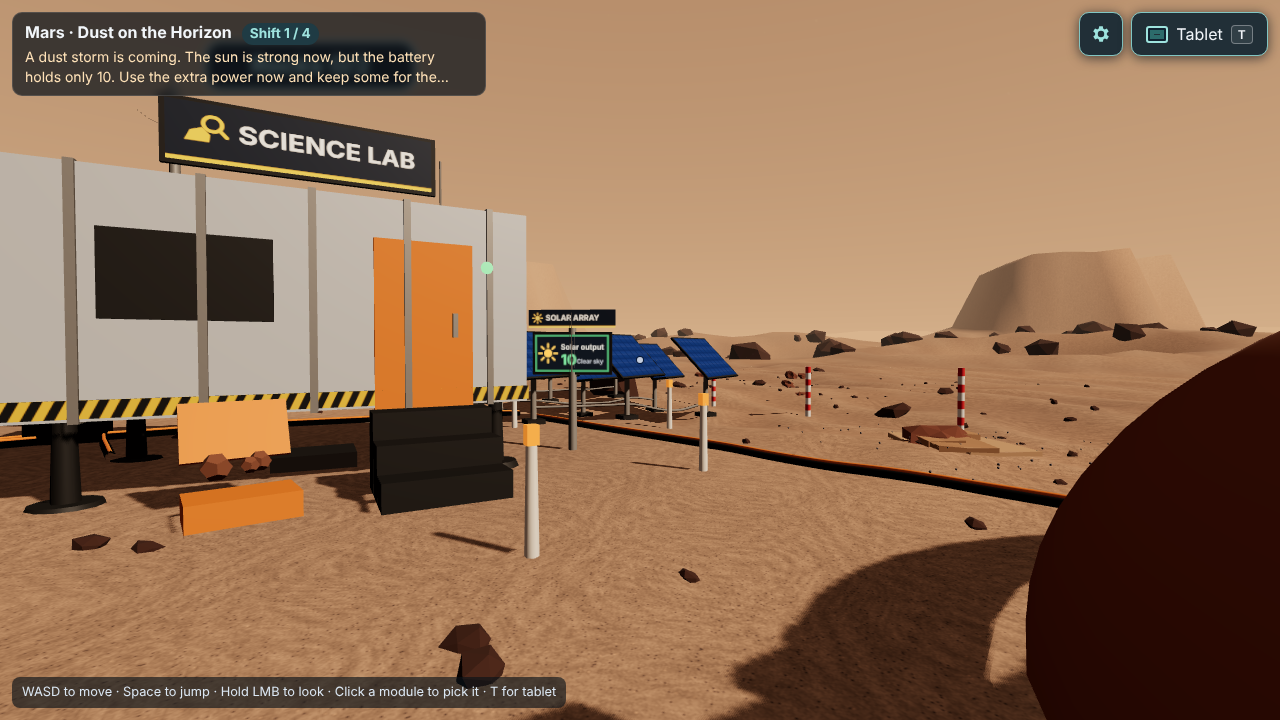 Mars · Dust on the Horizon Shift 1 / 4
A dust storm is coming. The sun is strong now, but the battery
holds only 10. Use the extra power now and keep some for the...
Tablet T
SCIENCE LAB
SOLAR ARRAY
Solar output
10 Clear sky
WASD to move · Space to jump · Hold LMB to look · Click a module to pick it · T for tablet